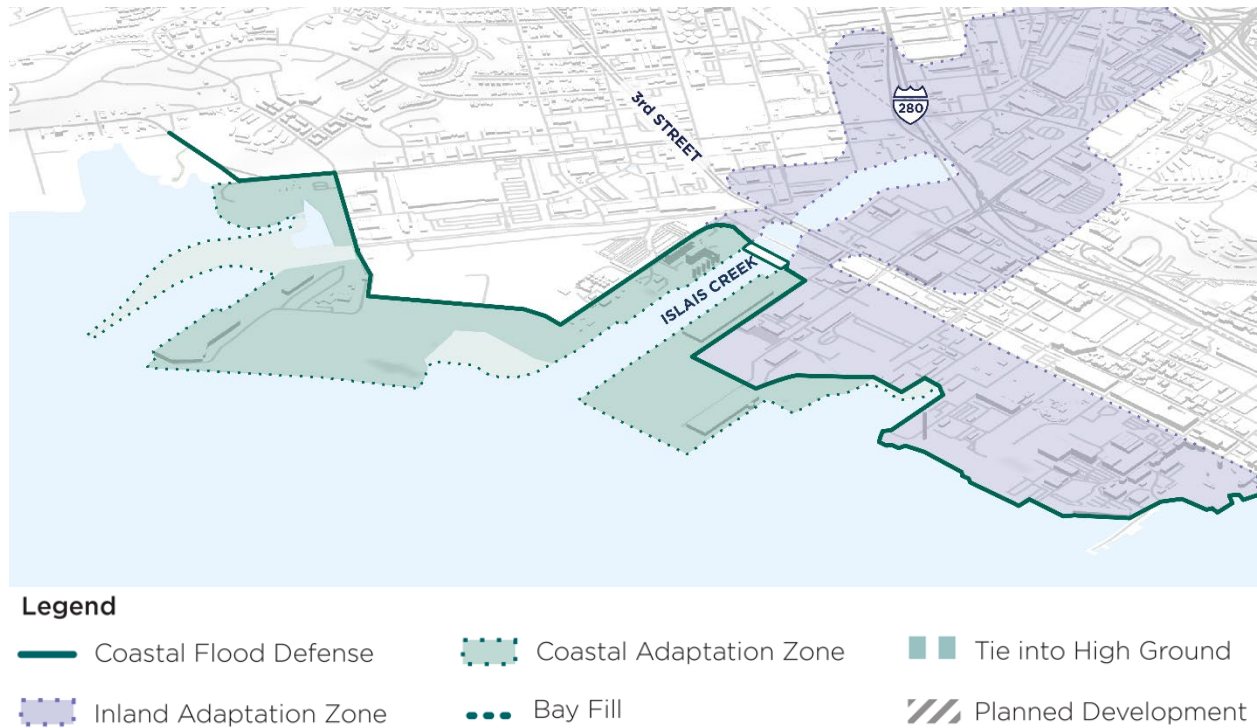 3rd STREET
280
ISLAIS CREEK
Legend
Coastal Flood Defense
Coastal Adaptation Zone
Tie into High Ground
Inland Adaptation Zone
Bay Fill
Planned Development